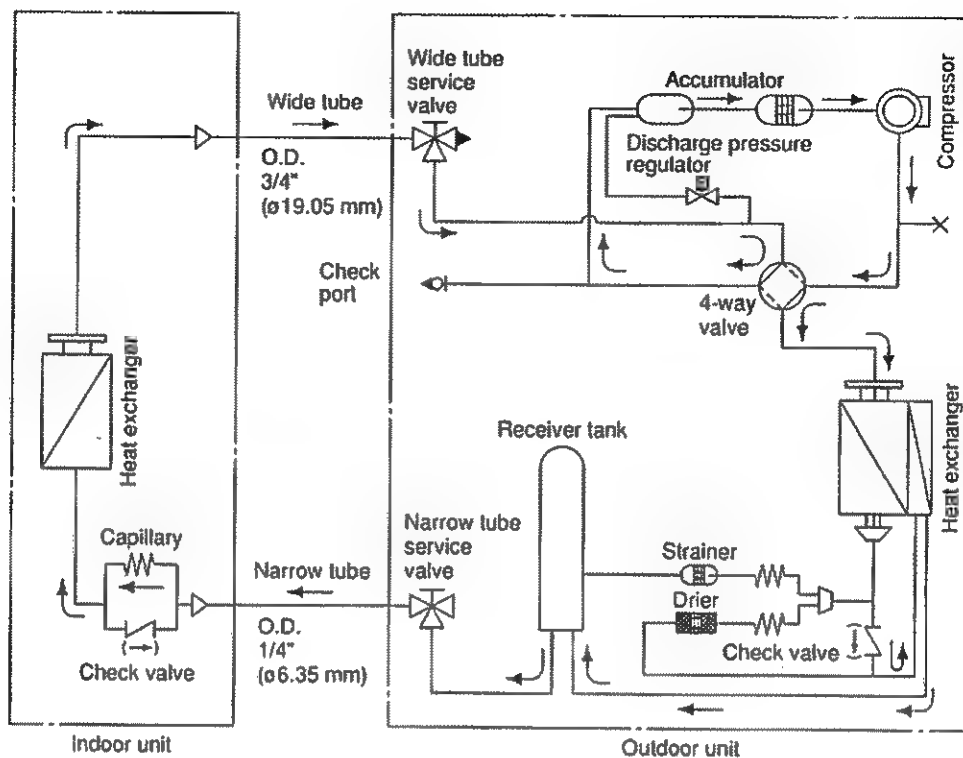 Wide tube
service
valve
Accumulator
Compressor
Wide tube
O.D.
3/4"
(ø19.05 mm)
Discharge pressure
regulator
Check
port
4-way
valve
Heat exchanger
Heat exchanger
Receiver tank
Capillary
Narrow tube
service
valve
Strainer
Narrow tube
Drier
O.D.
1/4"
(ø6.35 mm)
Check valve
Check valve
Indoor unit
Outdoor unit